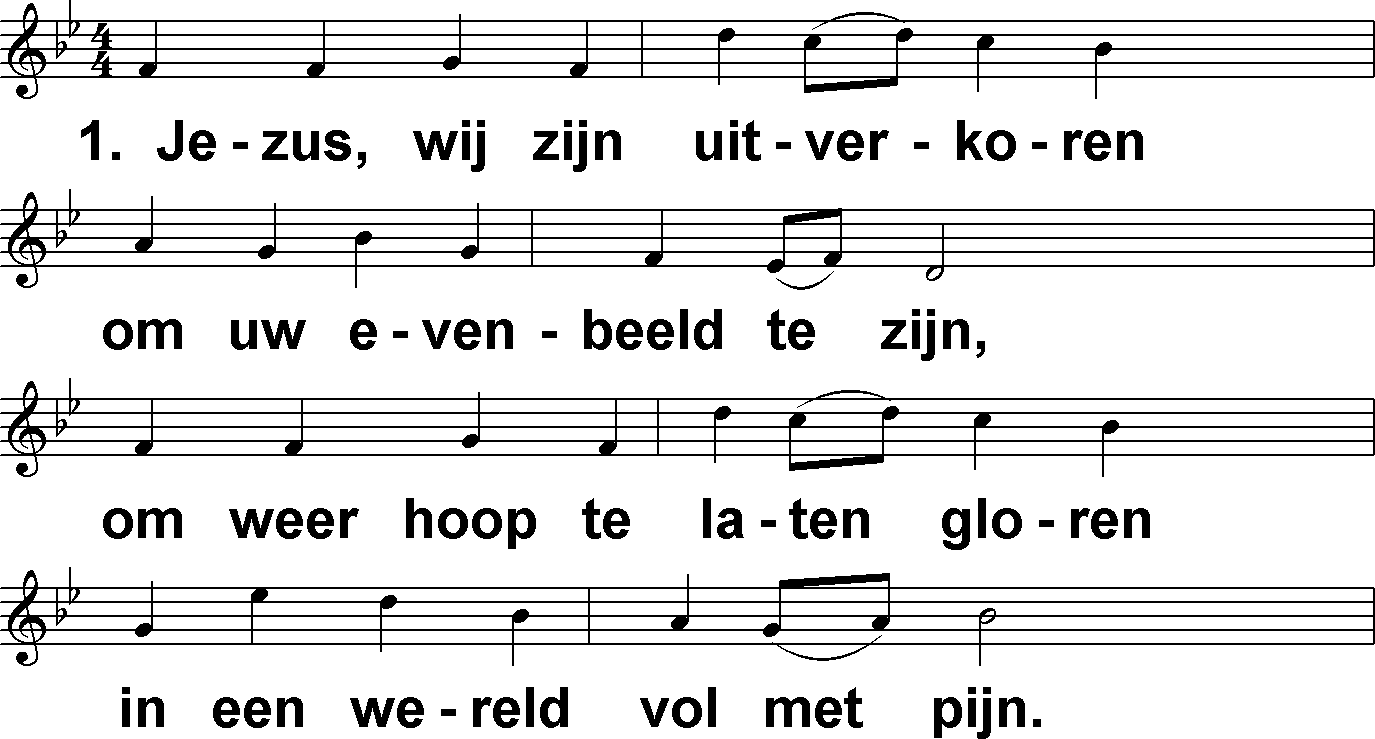 1. Je - zus, wij zijn uit - ver - ko - ren
om uw e - ven - beeld te zijn,
om weer hoop te la - ten glo - ren
in een we - reld vol met pijn.